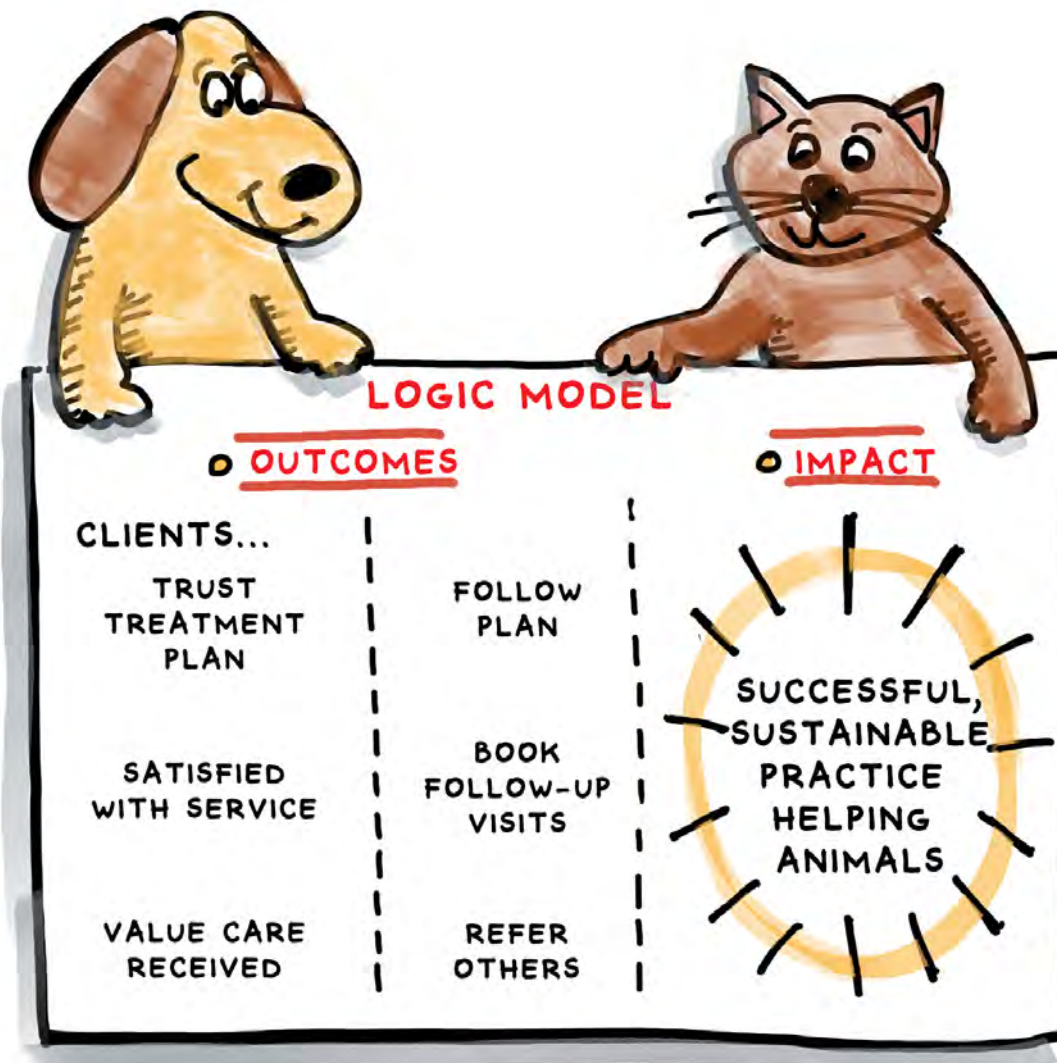 LOGIC MODEL
OUTCOMES
IMPACT
CLIENTS...
TRUST
TREATMENT
PLAN
SATISFIED
WITH SERVICE
VALUE CARE
RECEIVED
FOLLOW
PLAN
BOOK
FOLLOW-UP
VISITS
REFER
OTHERS
SUCCESSFUL,
SUSTAINABLE
PRACTICE
HELPING
ANIMALS